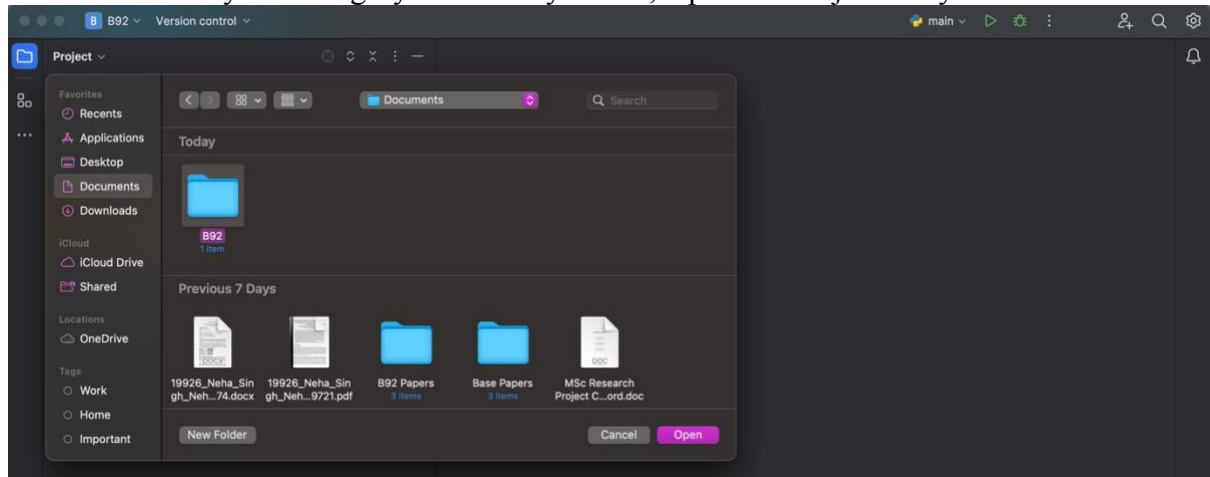 B B92 Version control main
Project
Favorites
Recents
Applications
Desktop
Documents
Downloads
iCloud
iCloud Drive
Shared
Locations
OneDrive
Tags
Work
Home
Important
Documents
Search
Today
B92
1 item
Previous 7 Days
19926_Neha_Sin
gh_Neh...74.docx
19926_Neha_Sin
gh_Neh...9721.pdf
B92 Papers
3 items
Base Papers
3 items
DOCX
DOC
MSc Research
Project C...ord.doc
New Folder
Cancel Open